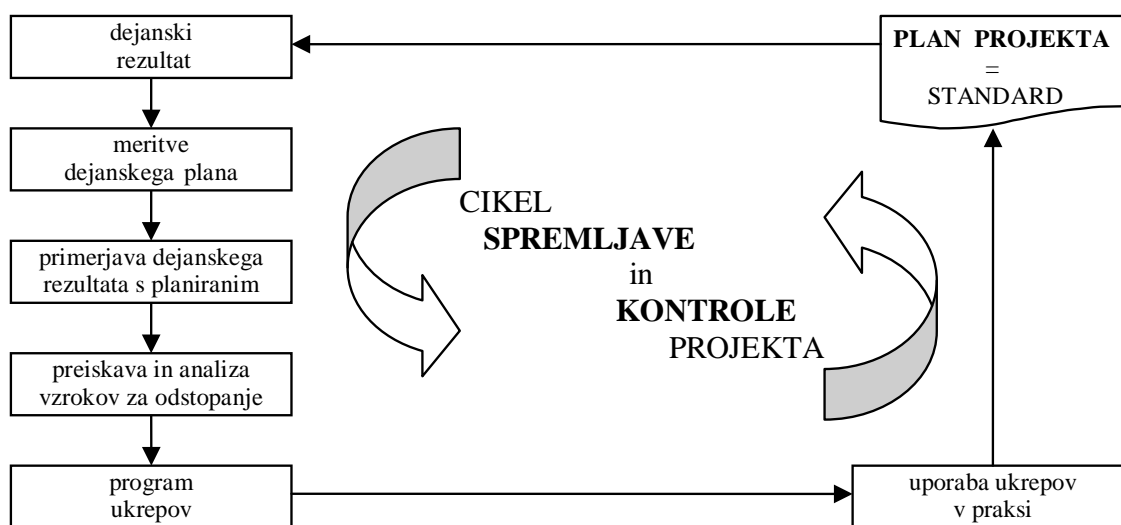 dejanski
rezultat
PLAN PROJEKTA
=
STANDARD
meritve
dejanskega plana
CIKEL
SPREMLJAVE
in
KONTROLE
PROJEKTA
primerjava dejanskega
rezultata s planiranim
preiskava in analiza
vzrokov za odstopanje
program
ukrepov
uporaba ukrepov
v praksi